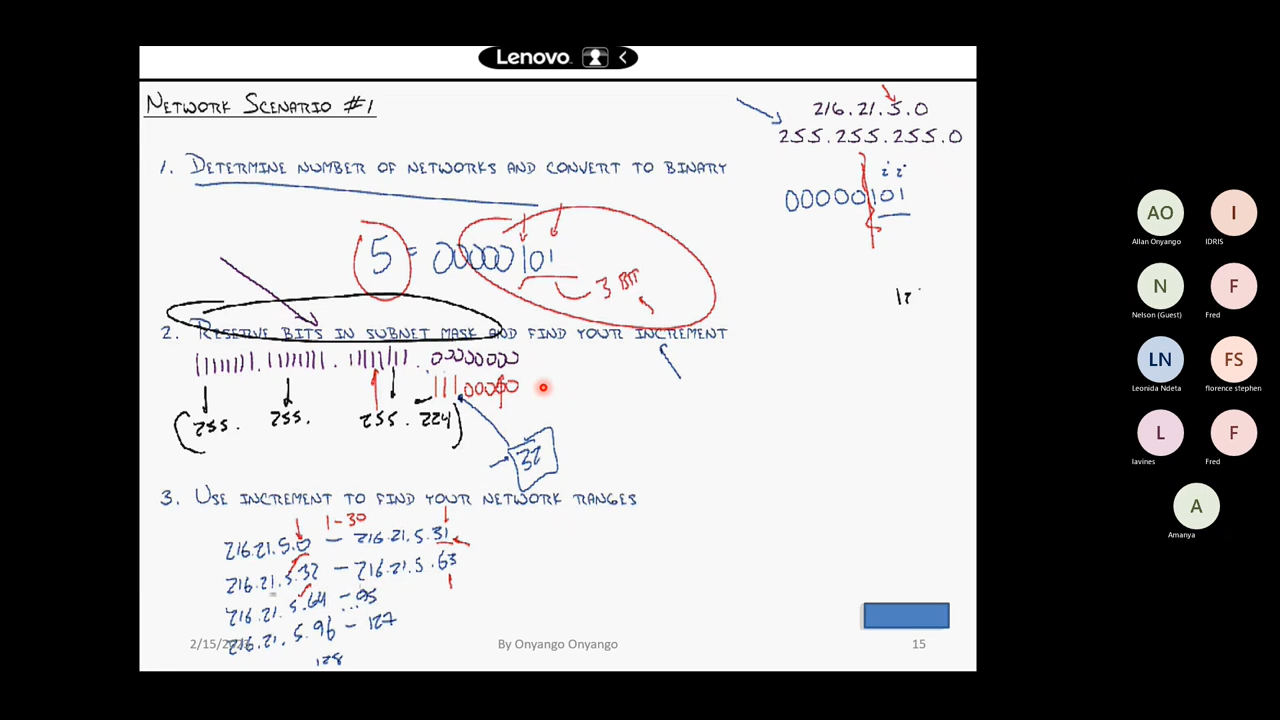 Lenovo
NETWORK SCENARIO #1
216.21.5.0
255.255.255.0
1. DETERMINE NUMBER OF NETWORKS AND CONVERT TO BINARY
00000101
5 = 00000101
3 BIT
2. RESERVE BITS IN SUBNET MASK AND FIND YOUR INCREMENT
11111111.11111111.11111111.00000000
11100000
255. 255. 255. 224
32
3. USE INCREMENT TO FIND YOUR NETWORK RANGES
1-30
216.21.5.0 - 216.21.5.31
216.21.5.32 - 216.21.5.63
216.21.5.64 - 95
216.21.5.96 - 127
128
By Onyango Onyango
15
AO
Allan Onyango
I
IDRIS
N
Nelson (Guest)
F
Fred
LN
Leonida Ndeta
FS
florence stephen
L
lavines
F
Fred
A
Amanya